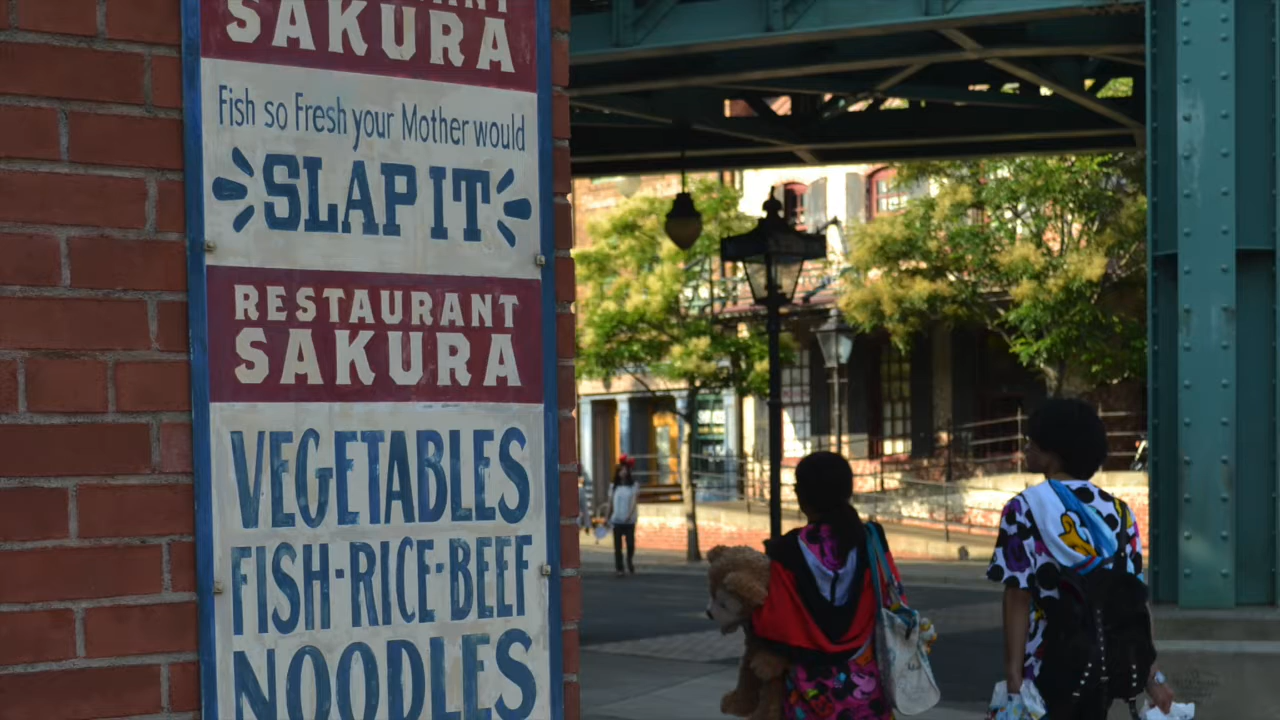 SAKURA
Fish so Fresh your Mother would
SLAP IT
RESTAURANT
SAKURA
VEGETABLES
FISH-RICE-BEEF
NOODLES